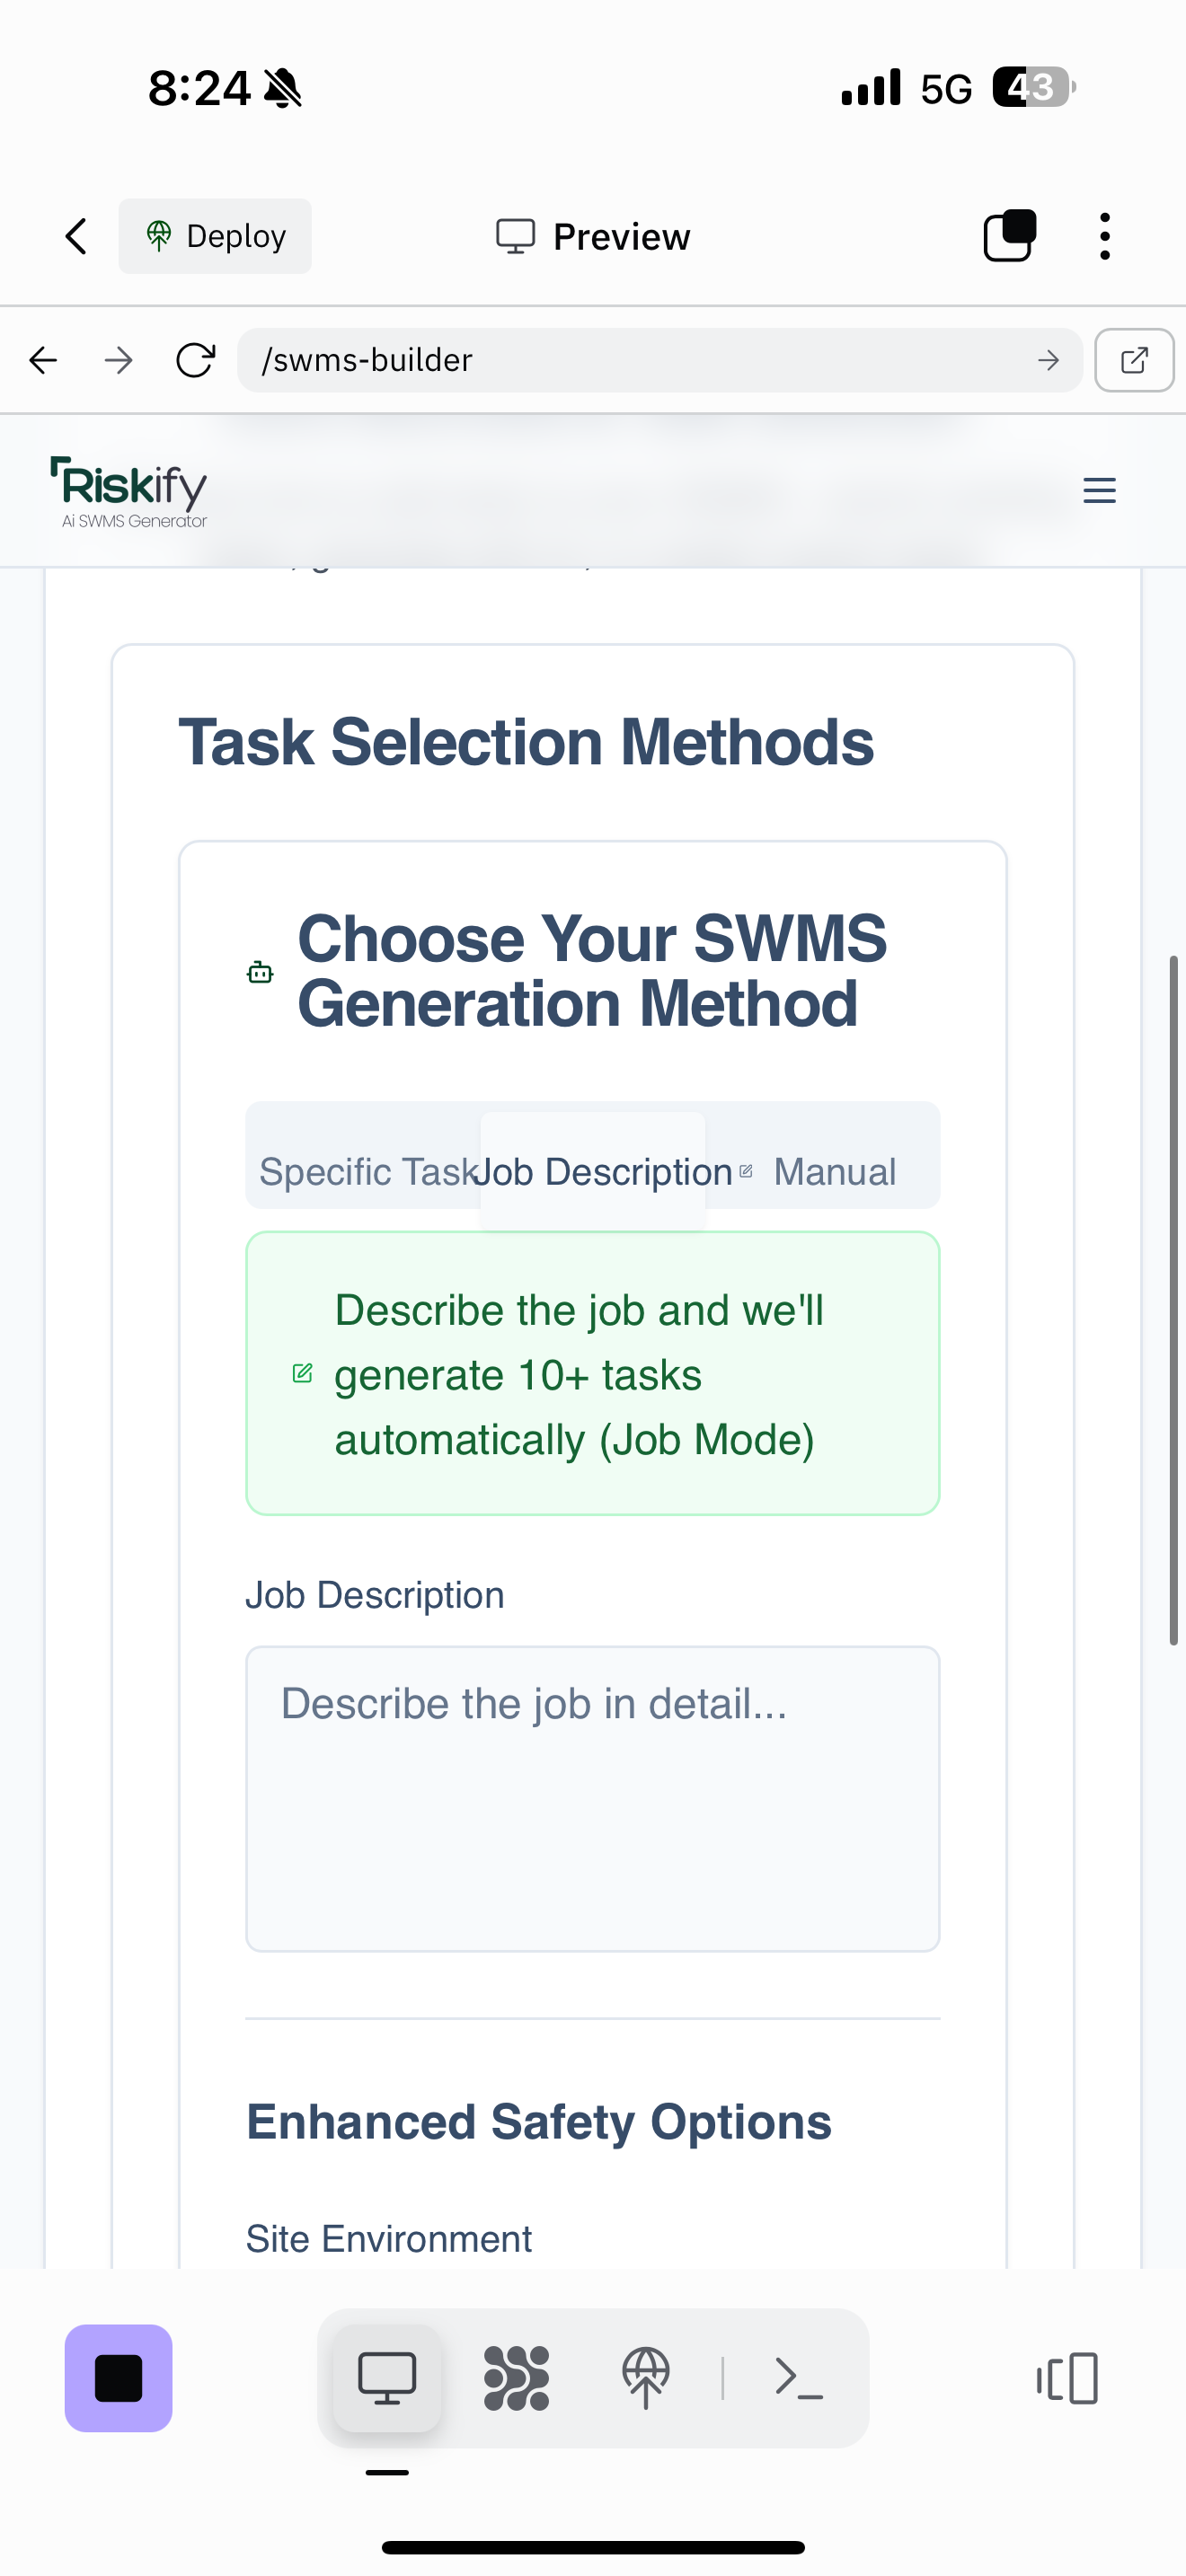 8:24
5G
43
Deploy
Preview
/swms-builder
Riskify
Ai SWMS Generator
Task Selection Methods
Choose Your SWMS
Generation Method
Specific Task
Job Description
Manual
Describe the job and we'll
generate 10+ tasks
automatically (Job Mode)
Job Description
Describe the job in detail...
Enhanced Safety Options
Site Environment